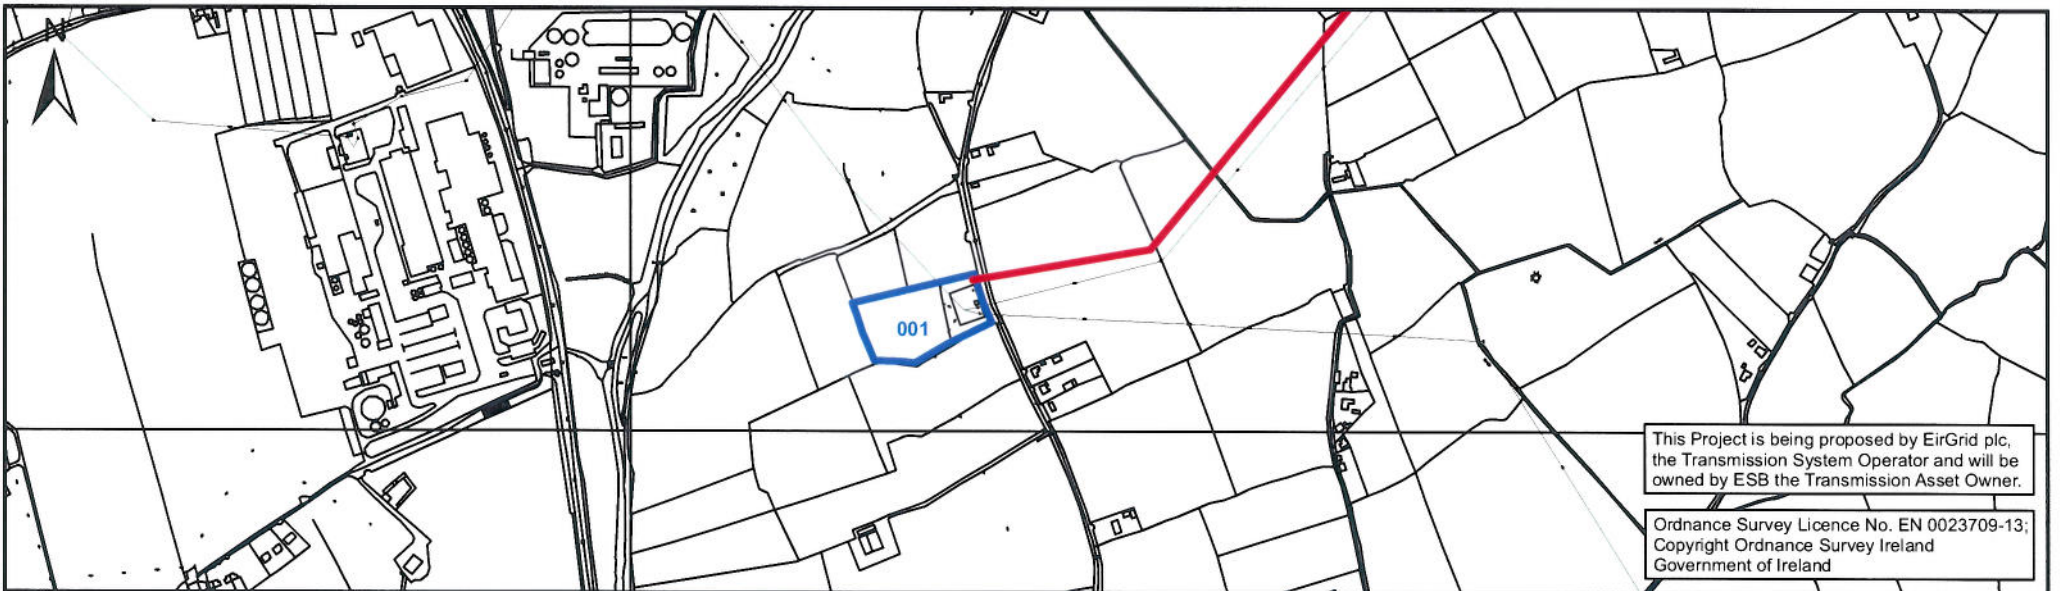 001
This Project is being proposed by EirGrid plc,
the Transmission System Operator and will be
owned by ESB the Transmission Asset Owner.
Ordnance Survey Licence No. EN 0023709-13;
Copyright Ordnance Survey Ireland
Government of Ireland